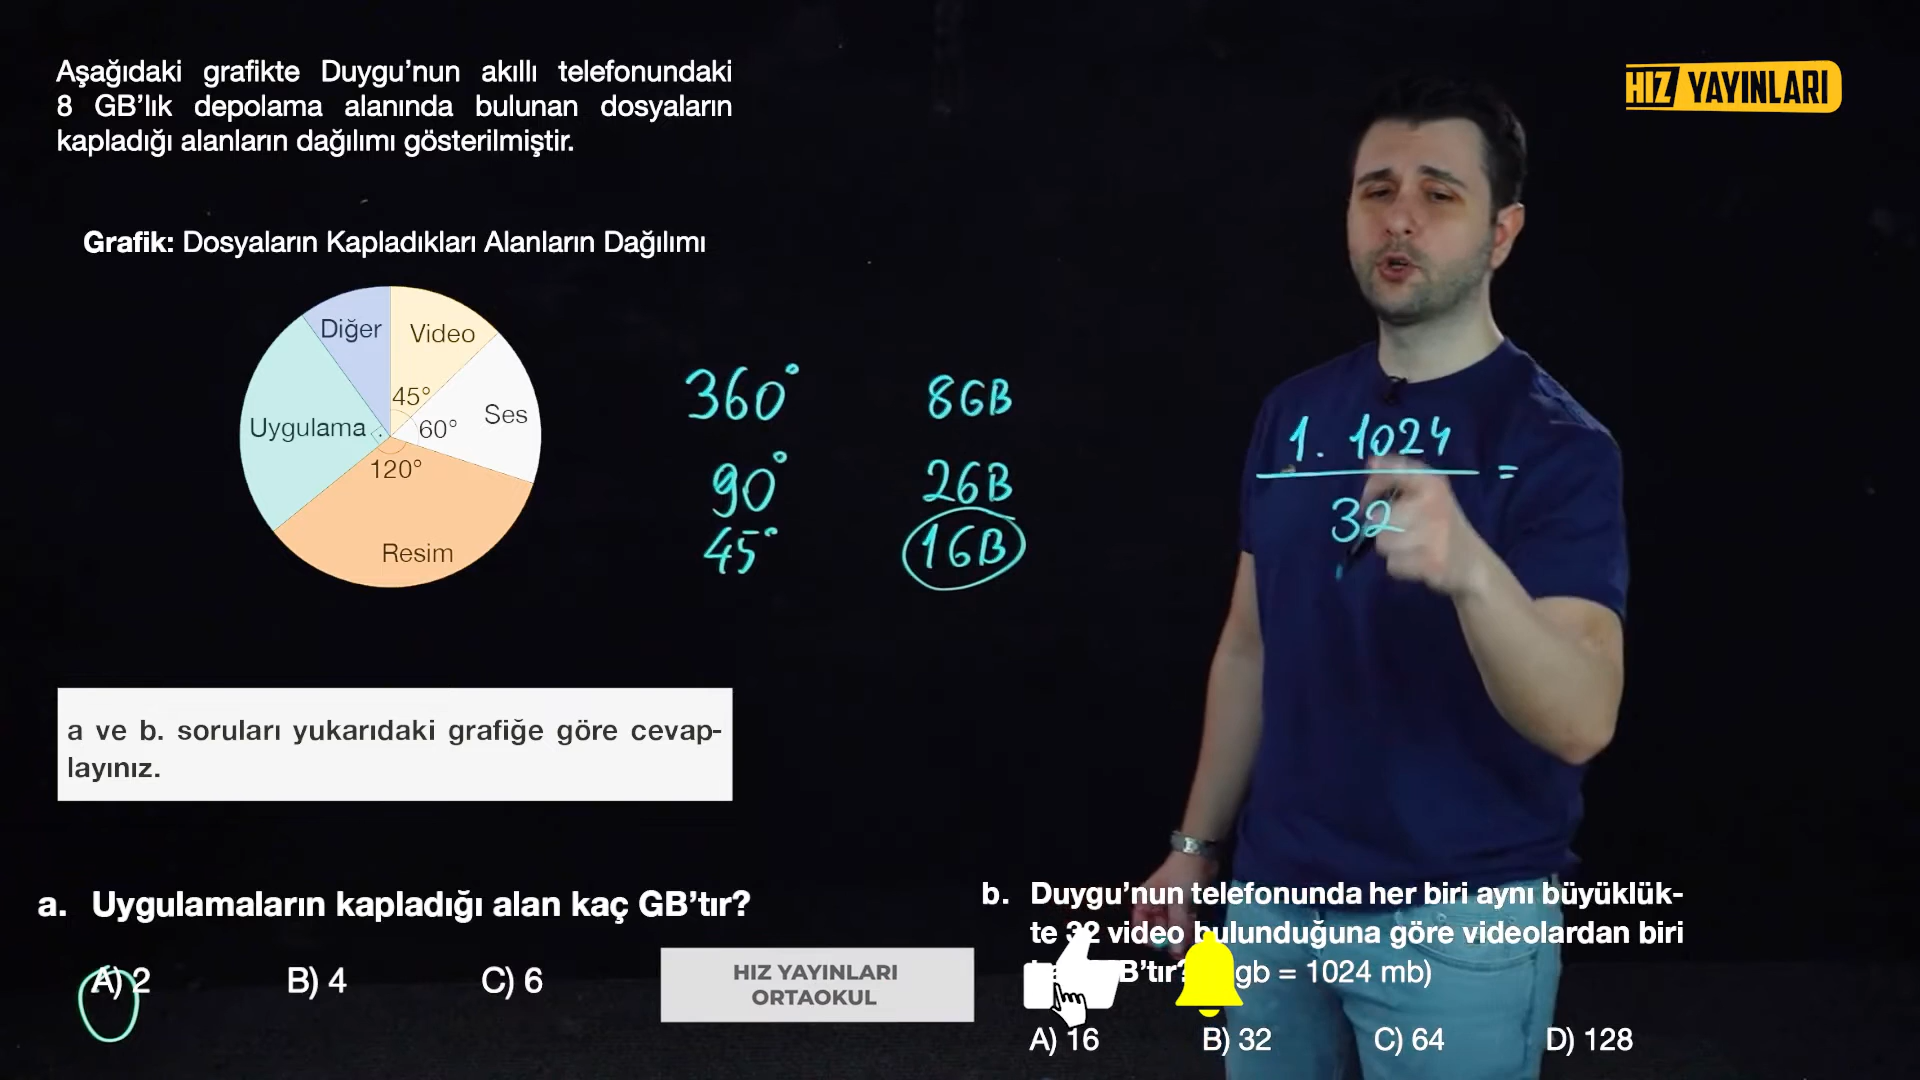 Aşağıdaki grafikte Duygu'nun akıllı telefonundaki
8 GB'lık depolama alanında bulunan dosyaların
kapladığı alanların dağılımı gösterilmiştir.
HIZ YAYINLARI
Grafik: Dosyaların Kapladıkları Alanların Dağılımı
Diğer
Video
45°
Ses
60°
Uygulama
120°
Resim
360° 8GB
90° 2GB
45° 1GB
1. 1024
=
32
a ve b. soruları yukarıdaki grafiğe göre cevap-
layınız.
a. Uygulamaların kapladığı alan kaç GB'tır?
A) 2 B) 4 C) 6
HIZ YAYINLARI
ORTAOKUL
b. Duygu'nun telefonunda her biri aynı büyüklük-
te 32 video bulunduğuna göre videolardan biri
B'tır? gb = 1024 mb)
A) 16 B) 32 C) 64 D) 128